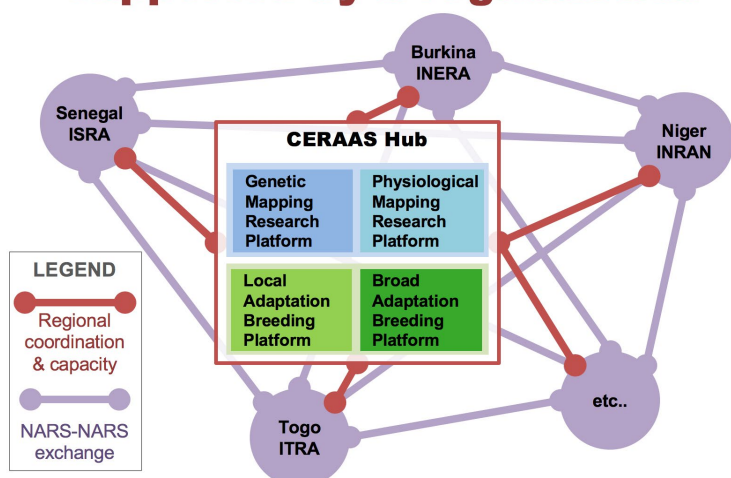 Burkina
INERA
Senegal
ISRA
Niger
INRAN
CERAAS Hub
Genetic
Mapping
Research
Platform
Physiological
Mapping
Research
Platform
Local
Adaptation
Breeding
Platform
Broad
Adaptation
Breeding
Platform
LEGEND
Regional
coordination
& capacity
NARS-NARS
exchange
Togo
ITRA
etc..